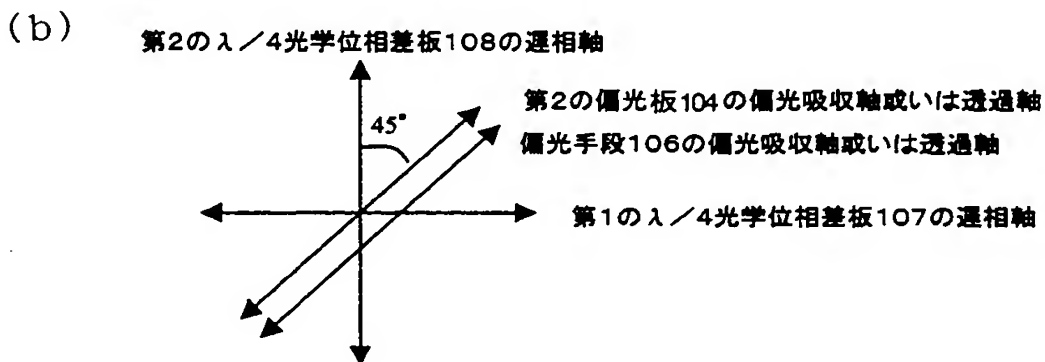 (b)
第2のλ／4光学位相差板108の遅相軸
45°
第2の偏光板104の偏光吸収軸或いは透過軸
偏光手段106の偏光吸収軸或いは透過軸
第1のλ／4光学位相差板107の遅相軸